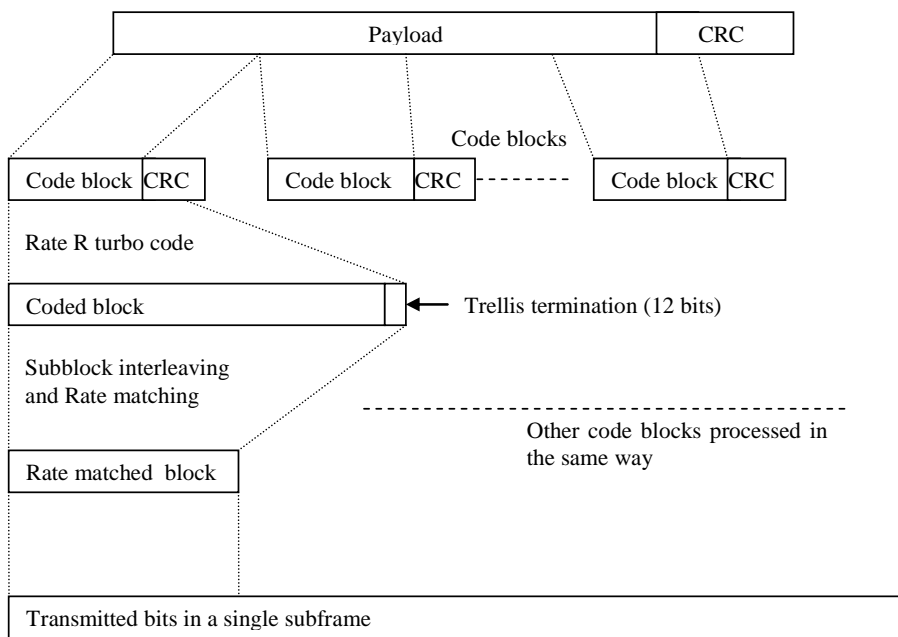 Payload CRC
Code blocks
Code block CRC Code block CRC Code block CRC
Rate R turbo code
Coded block
Trellis termination (12 bits)
Subblock interleaving
and Rate matching
Other code blocks processed in
the same way
Rate matched block
Transmitted bits in a single subframe